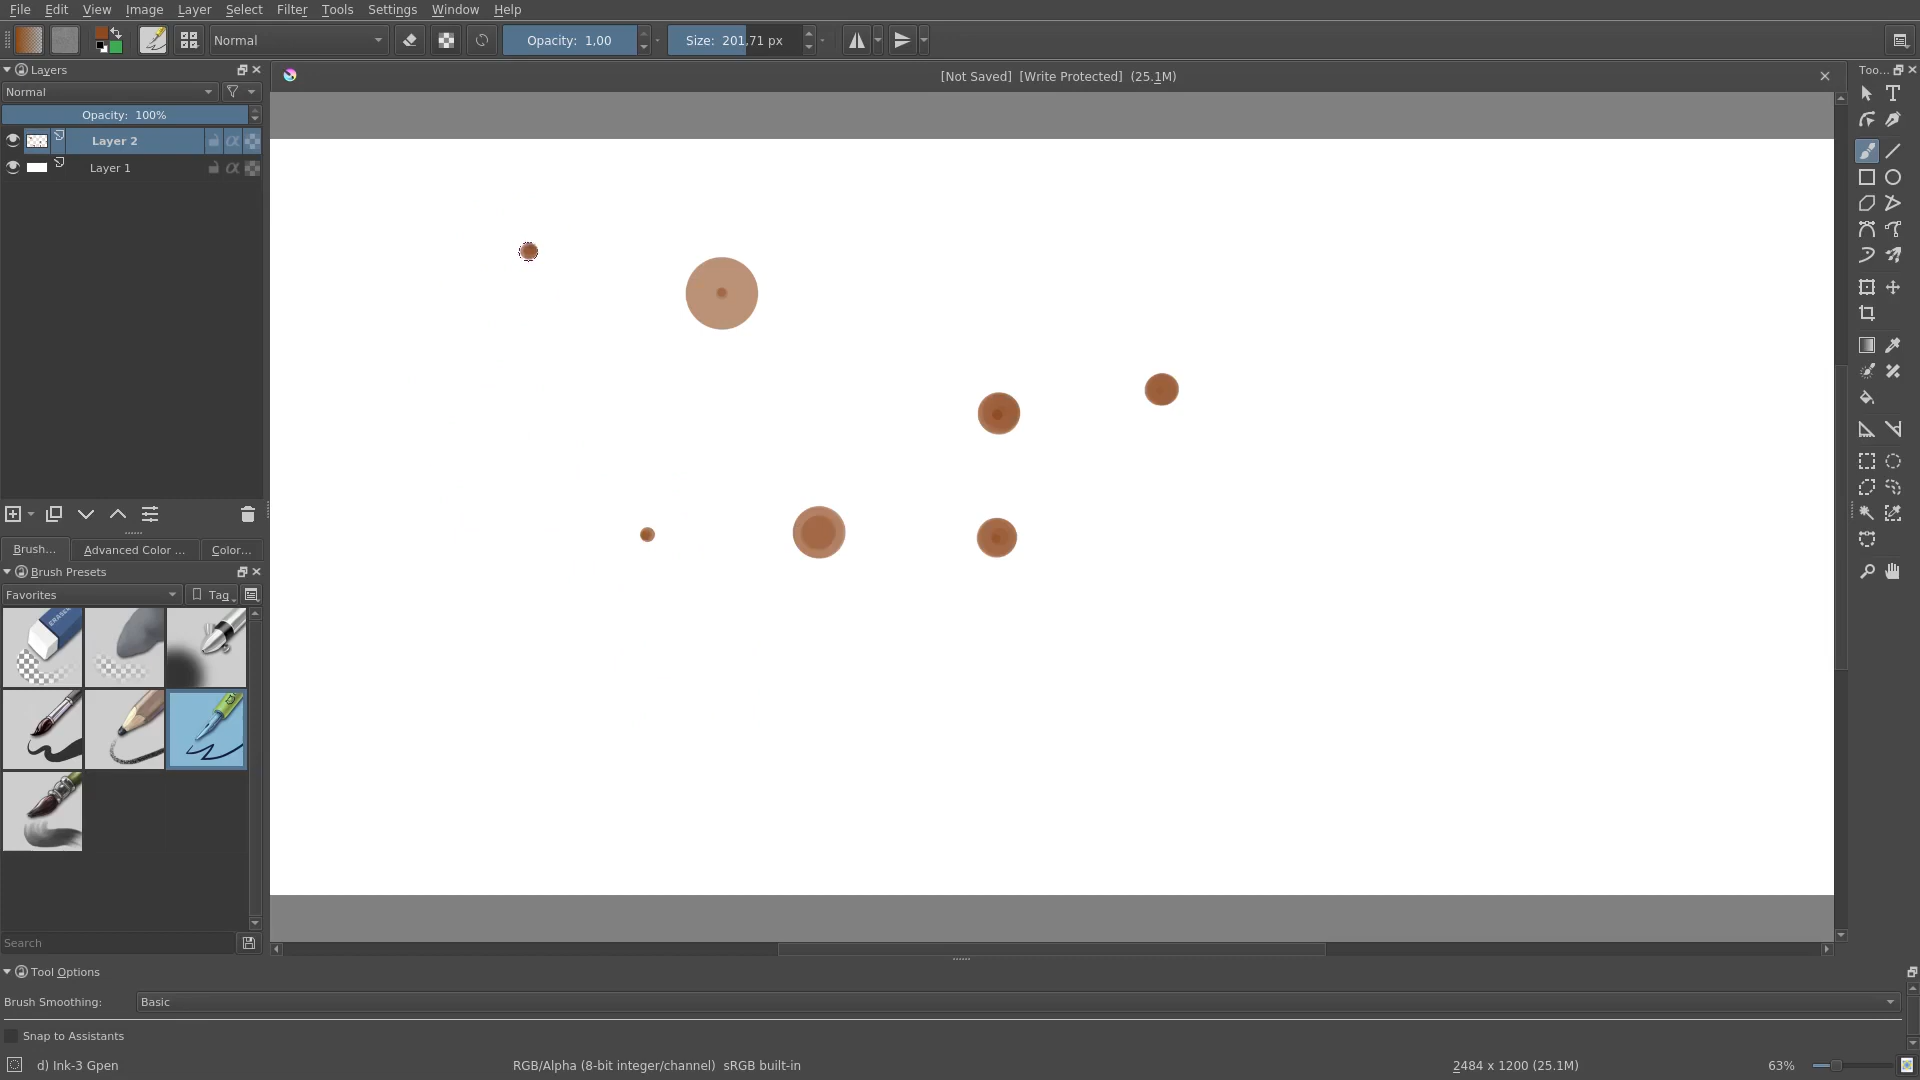 File Edit View Image Layer Select Filter Tools Settings Window Help
Normal
Opacity: 1,00
Size: 201,71 px
Layers
[Not Saved] [Write Protected] (25.1M)
Too...
Normal
Opacity: 100%
Layer 2
Layer 1
Brush...
Advanced Color ...
Color...
Brush Presets
Favorites
Tag
Search
Tool Options
Brush Smoothing:
Basic
Snap to Assistants
d) Ink-3 Gpen
RGB/Alpha (8-bit integer/channel) sRGB built-in
2484 x 1200 (25.1M)
63%